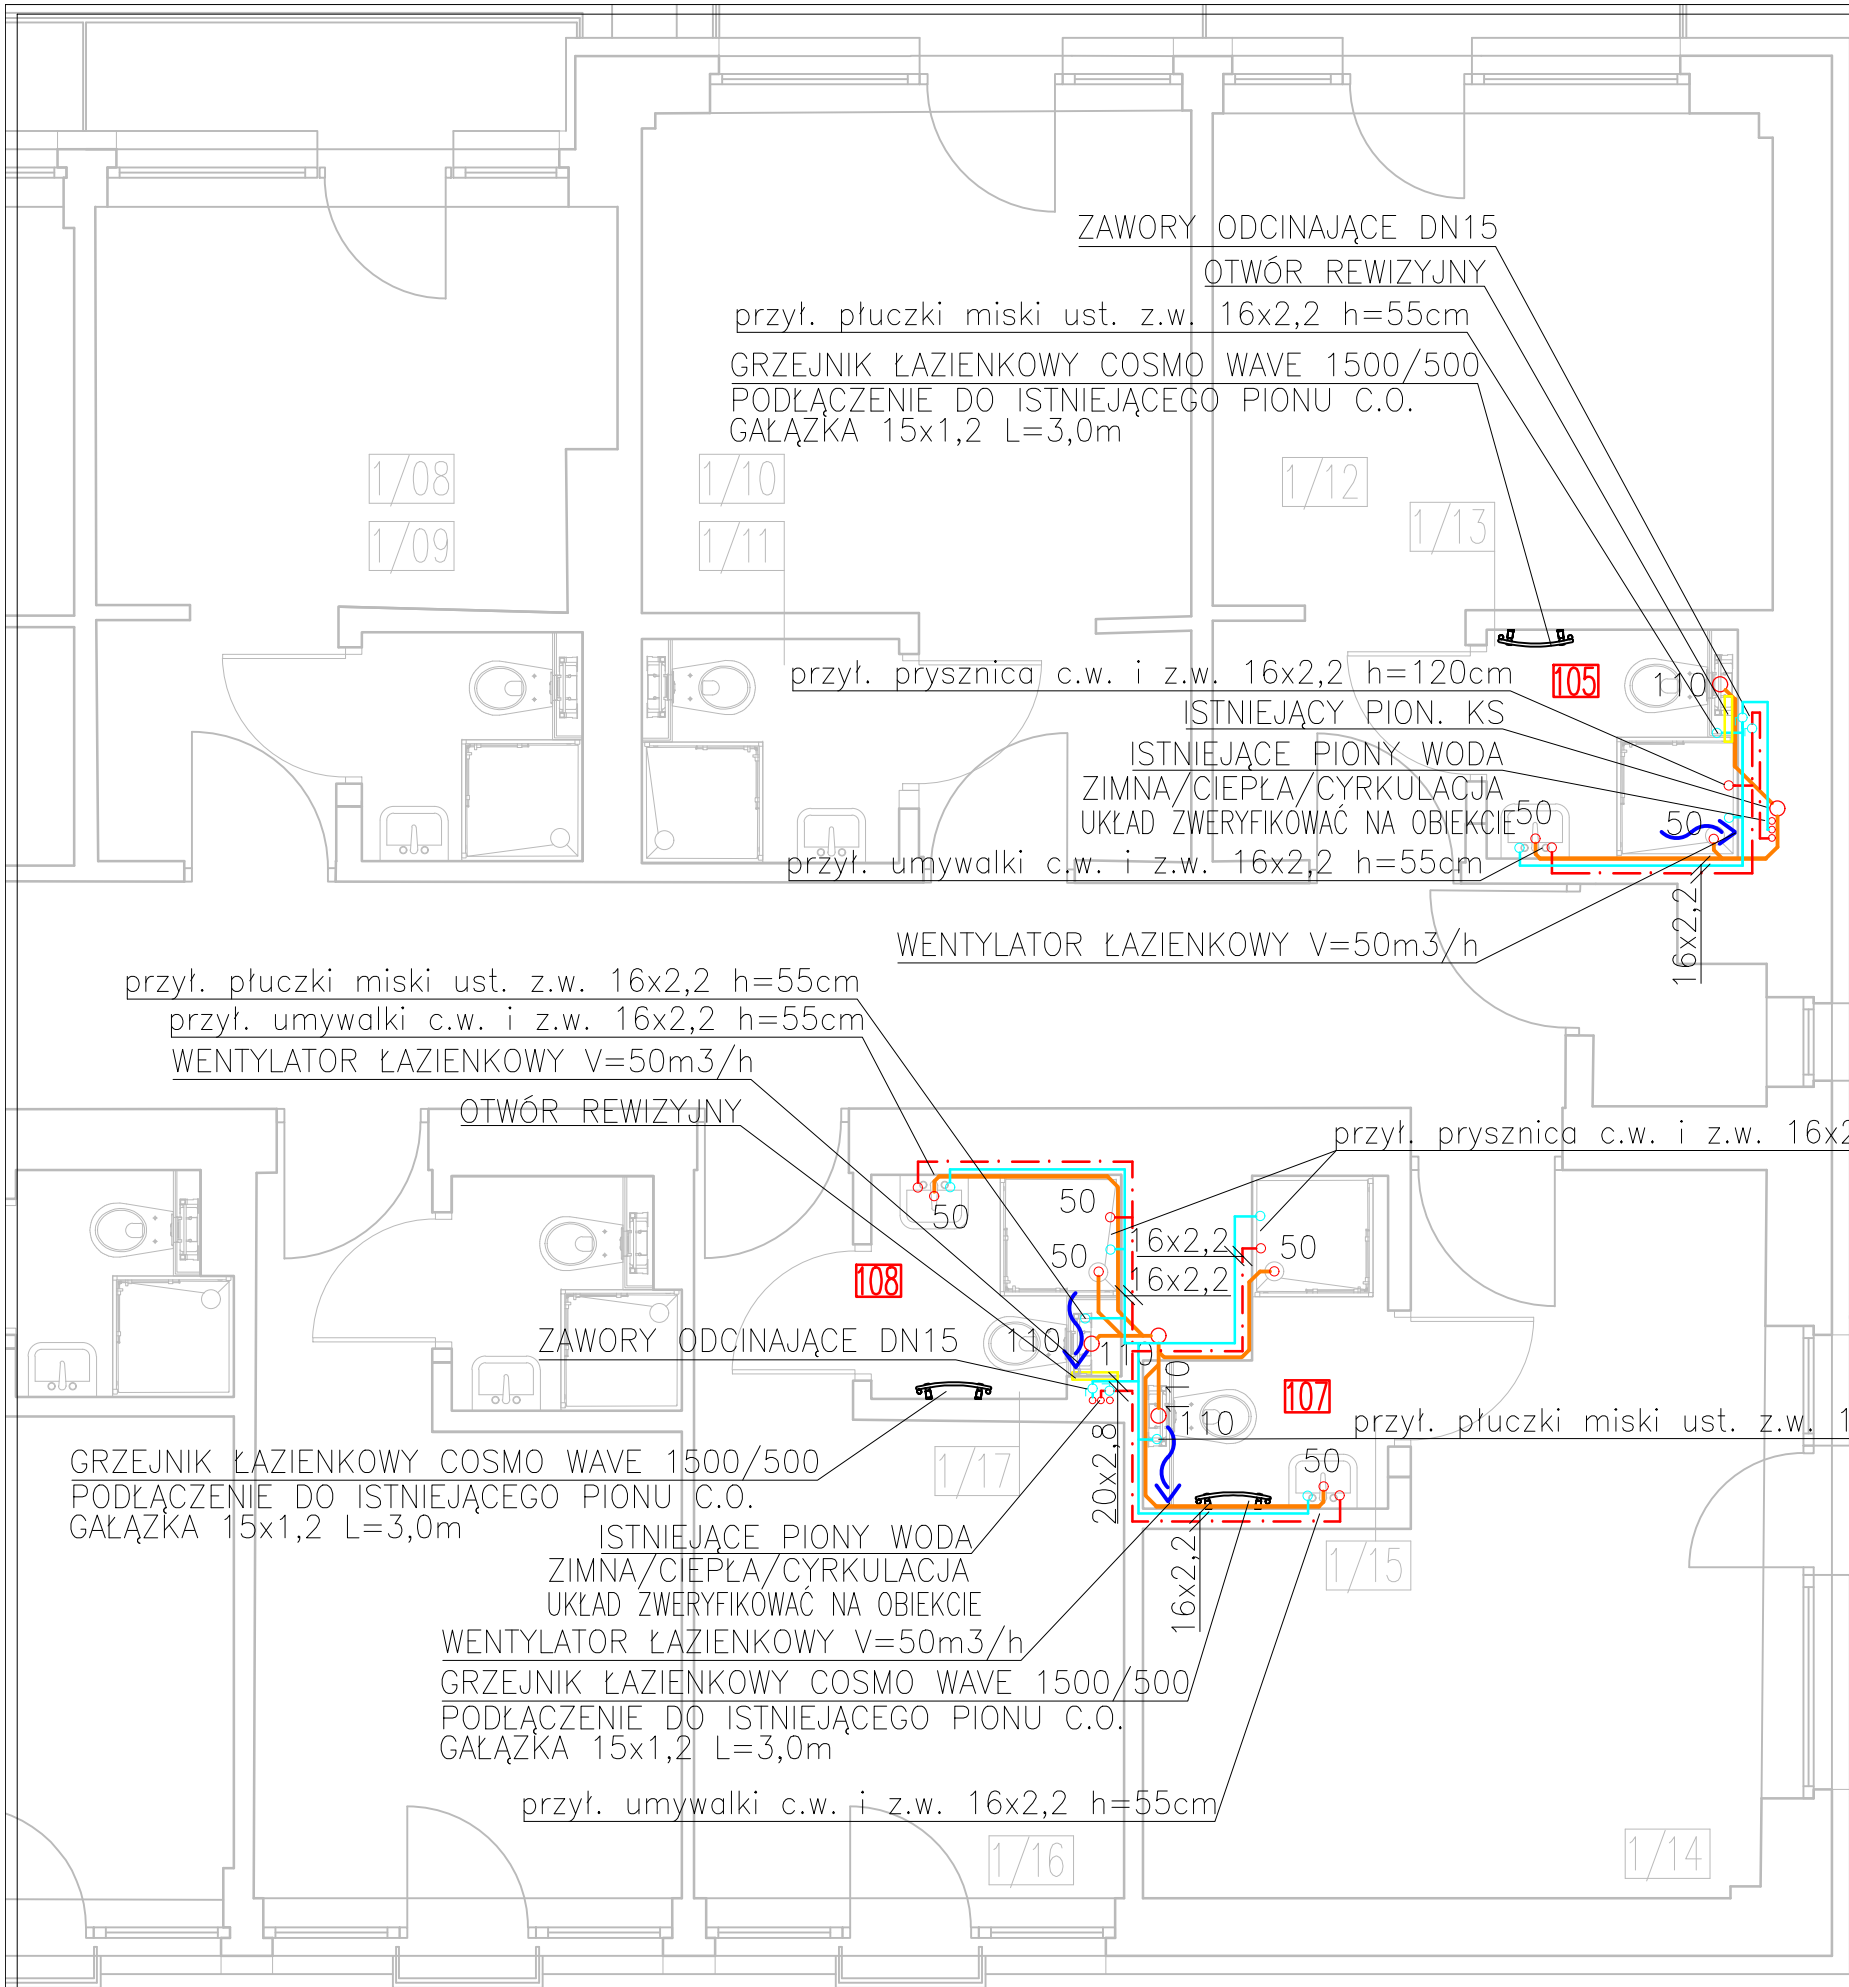 ZAWORY ODCINAJĄCE DN15
OTWÓR REWIZYJNY
przył. płuczki miski ust. z.w. 16x2,2 h=55cm
GRZEJNIK ŁAZIENKOWY COSMO WAVE 1500/500
PODŁĄCZENIE DO ISTNIEJĄCEGO PIONU C.O.
GAŁĄZKA 15x1,2 L=3,0m
1/08
1/09
1/10
1/11
1/12
1/13
przył. prysznica c.w. i z.w. 16x2,2 h=120cm
105
110
ISTNIEJĄCY PION. KS
ISTNIEJĄCE PIONY WODA
ZIMNA/CIEPŁA/CYRKULACJA
UKŁAD ZWERYFIKOWAĆ NA OBIEKCIE
50
50
przył. umywalki c.w. i z.w. 16x2,2 h=55cm
16x2,2
WENTYLATOR ŁAZIENKOWY V=50m3/h
przył. płuczki miski ust. z.w. 16x2,2 h=55cm
przył. umywalki c.w. i z.w. 16x2,2 h=55cm
WENTYLATOR ŁAZIENKOWY V=50m3/h
OTWÓR REWIZYJNY
przył. prysznica c.w. i z.w. 16x2
50
50
50
16x2,2
16x2,2
50
108
ZAWORY ODCINAJĄCE DN15
110
110
110
110
107
przył. płuczki miski ust. z.w. 1
50
20x2,8
16x2,2
1/17
1/15
GRZEJNIK ŁAZIENKOWY COSMO WAVE 1500/500
PODŁĄCZENIE DO ISTNIEJĄCEGO PIONU C.O.
GAŁĄZKA 15x1,2 L=3,0m
ISTNIEJĄCE PIONY WODA
ZIMNA/CIEPŁA/CYRKULACJA
UKŁAD ZWERYFIKOWAĆ NA OBIEKCIE
WENTYLATOR ŁAZIENKOWY V=50m3/h
GRZEJNIK ŁAZIENKOWY COSMO WAVE 1500/500
PODŁĄCZENIE DO ISTNIEJĄCEGO PIONU C.O.
GAŁĄZKA 15x1,2 L=3,0m
przył. umywalki c.w. i z.w. 16x2,2 h=55cm
1/16
1/14